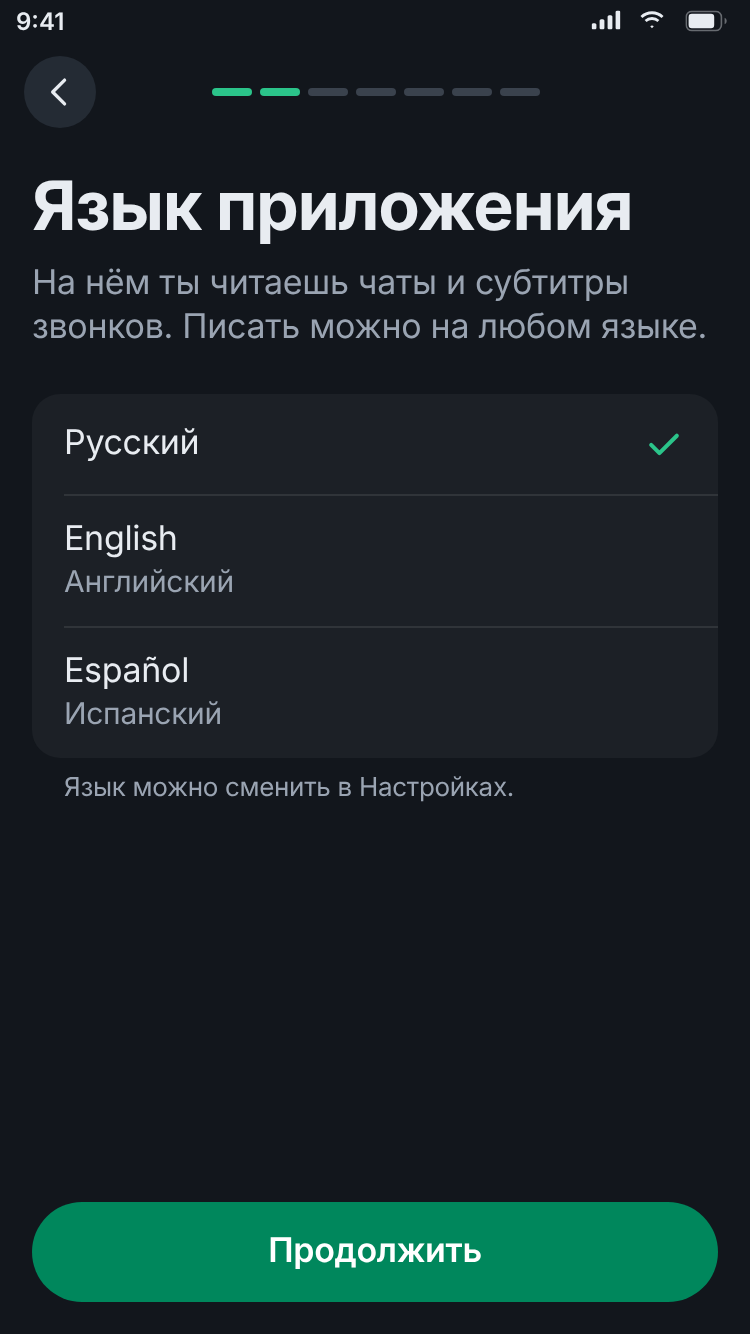 9:41
Язык приложения
На нём ты читаешь чаты и субтитры
звонков. Писать можно на любом языке.
Русский
English
Английский
Español
Испанский
Язык можно сменить в Настройках.
Продолжить